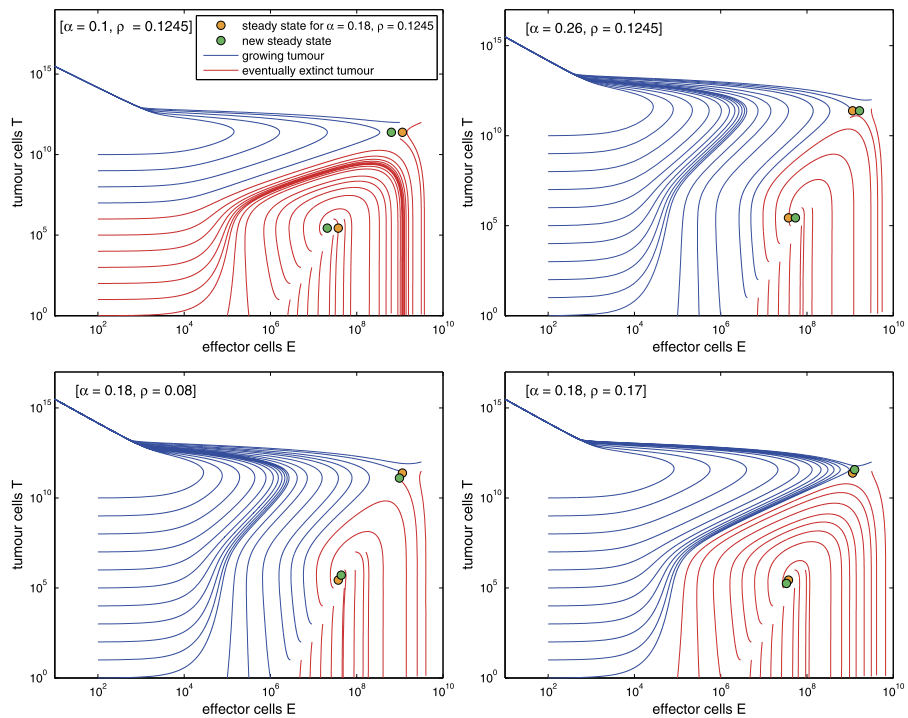 [α = 0.1, ρ = 0.1245]
steady state for α = 0.18, ρ = 0.1245
new steady state
growing tumour
eventually extinct tumour
tumour cells T
10^15
10^10
10^5
10^0
10^2
10^4
10^6
10^8
10^10
effector cells E
[α = 0.26, ρ = 0.1245]
tumour cells T
10^15
10^10
10^5
10^0
10^2
10^4
10^6
10^8
10^10
effector cells E
[α = 0.18, ρ = 0.08]
tumour cells T
10^15
10^10
10^5
10^0
10^2
10^4
10^6
10^8
10^10
effector cells E
[α = 0.18, ρ = 0.17]
tumour cells T
10^15
10^10
10^5
10^0
10^2
10^4
10^6
10^8
10^10
effector cells E